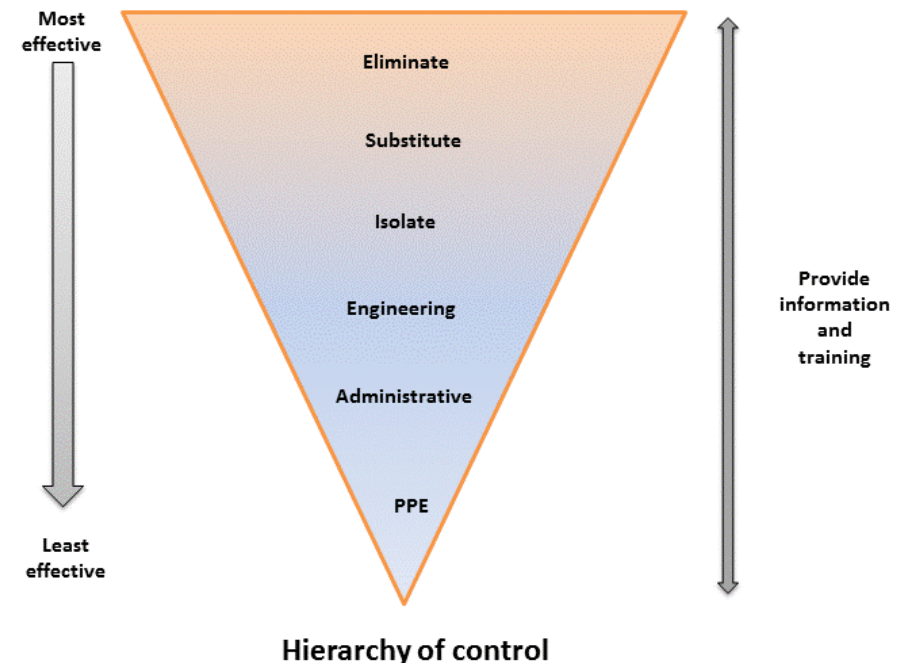 Most
effective
Eliminate
Substitute
Isolate
Engineering
Administrative
PPE
Least
effective
Provide
information
and
training
Hierarchy of control